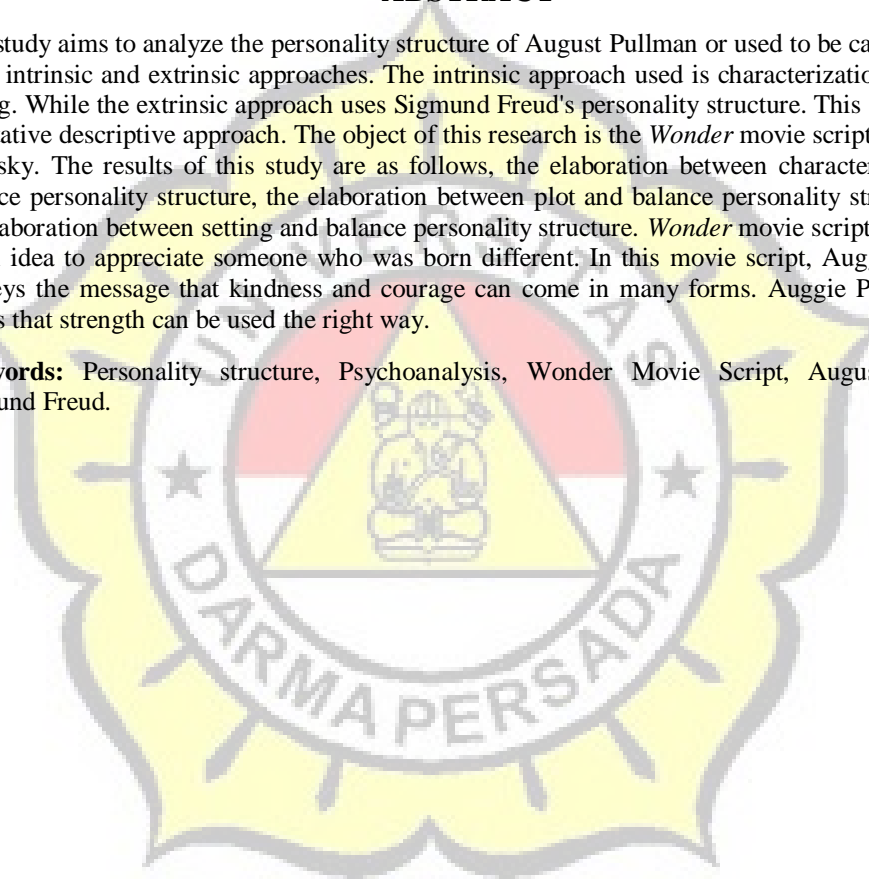 ABSTRACT
study aims to analyze the personality structure of August Pullman or used to be ca
intrinsic and extrinsic approaches. The intrinsic approach used is characterizatio
g. While the extrinsic approach uses Sigmund Freud's personality structure. This
ative descriptive approach. The object of this research is the Wonder movie script
sky. The results of this study are as follows, the elaboration between character
ce personality structure, the elaboration between plot and balance personality str
aboration between setting and balance personality structure. Wonder movie script
idea to appreciate someone who was born different. In this movie script, Augg
eys the message that kindness and courage can come in many forms. Auggie P
s that strength can be used the right way.
words: Personality structure, Psychoanalysis, Wonder Movie Script, Augus
und Freud.
UNIVERSITAS
DARMA PERSADA